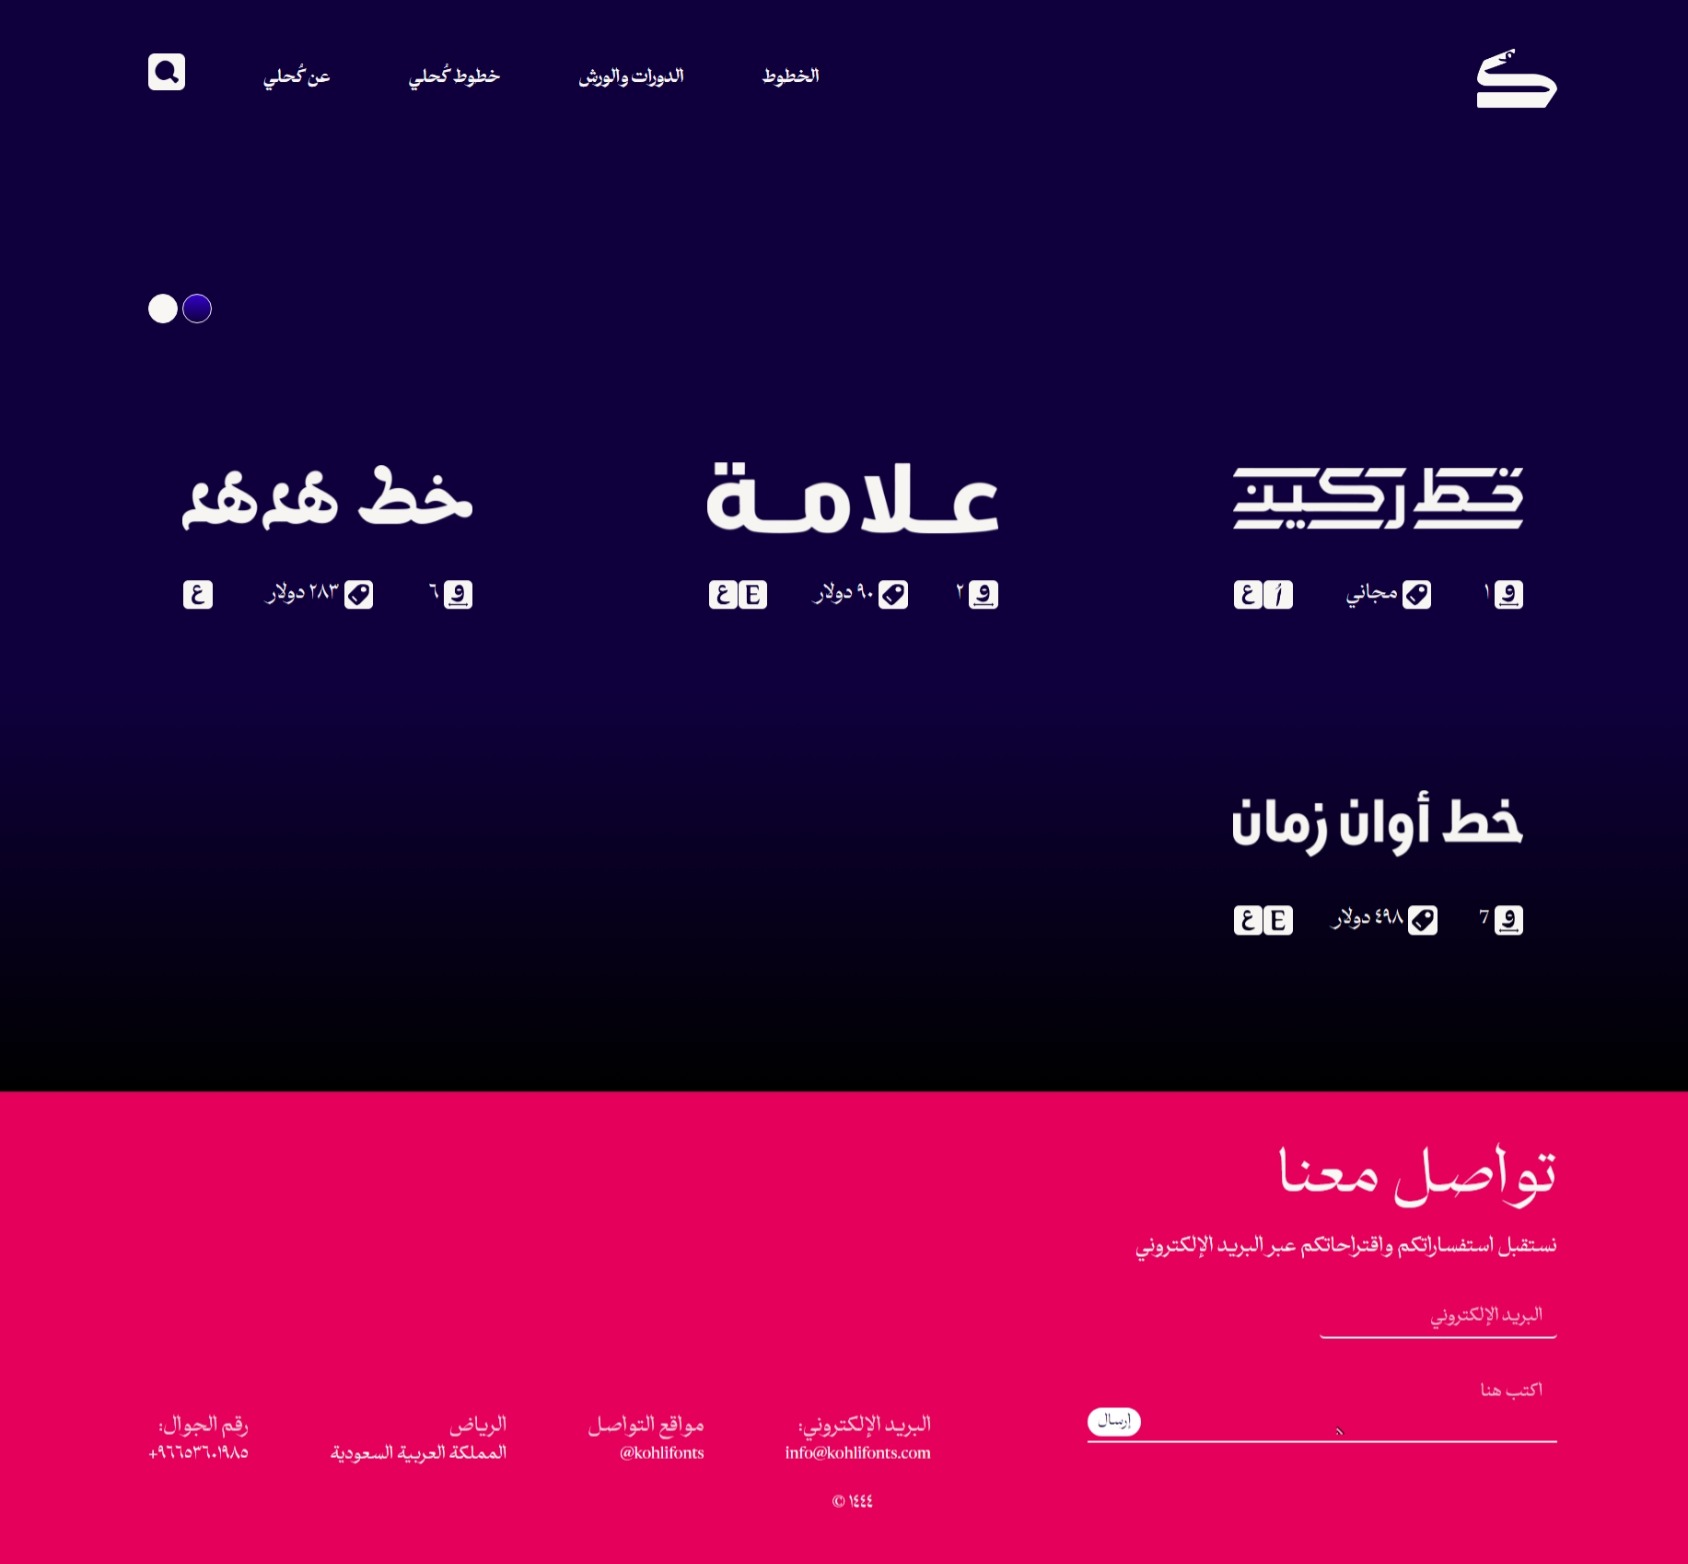 ك
الخطوط
الدورات والورش
خطوط كُحلي
عن كُحلي
خط ركين
و ١
مجاني
أ ع
علامة
و ٢
٩٠ دولار
E ع
خط هدهد
و ٦
٢٨٣ دولار
ع
خط أوان زمان
و 7
٤٩٨ دولار
E ع
تواصل معنا
نستقبل استفساراتكم واقتراحاتكم عبر البريد الإلكتروني
البريد الإلكتروني
اكتب هنا
إرسال
البريد الإلكتروني:
info@kohlifonts.com
مواقع التواصل
@kohlifonts
الرياض
المملكة العربية السعودية
رقم الجوال:
+٩٦٦٥٣٦٠١٩٨٥
© ١٤٤٤